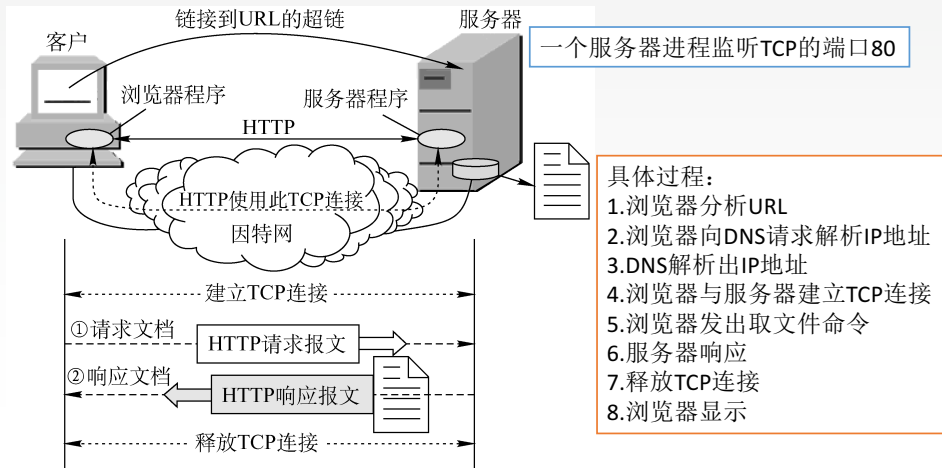 链接到URL的超链
服务器
客户
一个服务器进程监听TCP的端口80
浏览器程序
服务器程序
HTTP
HTTP使用此TCP连接
因特网
具体过程：
1.浏览器分析URL
2.浏览器向DNS请求解析IP地址
3.DNS解析出IP地址
4.浏览器与服务器建立TCP连接
5.浏览器发出取文件命令
6.服务器响应
7.释放TCP连接
8.浏览器显示
建立TCP连接
①请求文档
HTTP请求报文
②响应文档
HTTP响应报文
释放TCP连接